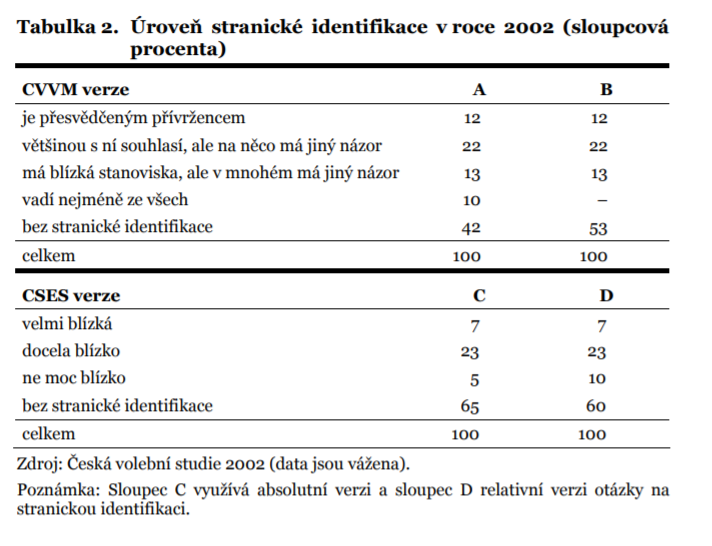 Tabulka 2. Úroveň stranické identifikace v roce 2002 (sloupcová
procenta)
CVVM verze A B
je přesvědčeným přívržencem 12 12
většinou s ní souhlasí, ale na něco má jiný názor 22 22
má blízká stanoviska, ale v mnohém má jiný názor 13 13
vadí nejméně ze všech 10 –
bez stranické identifikace 42 53
celkem 100 100
CSES verze C D
velmi blízká 7 7
docela blízko 23 23
ne moc blízko 5 10
bez stranické identifikace 65 60
celkem 100 100
Zdroj: Česká volební studie 2002 (data jsou vážena).
Poznámka: Sloupec C využívá absolutní verzi a sloupec D relativní verzi otázky na
stranickou identifikaci.